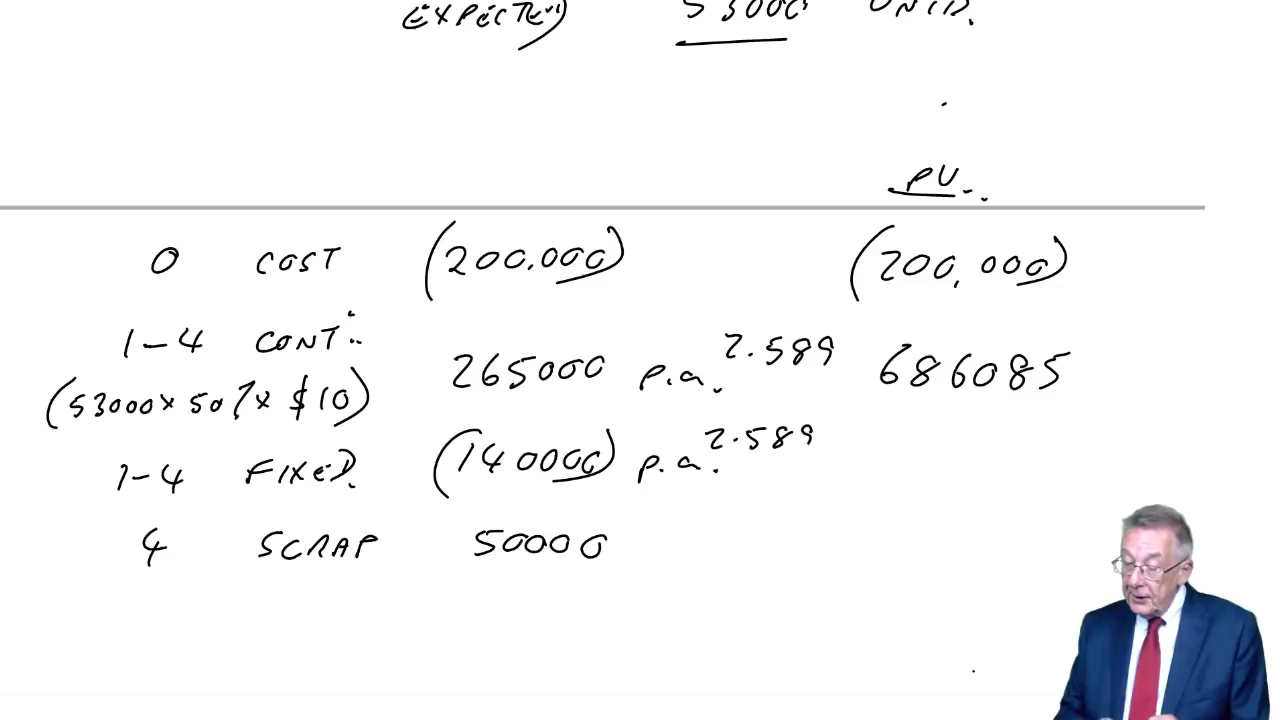 EXPECTED 53000 UNITS.
PV.
0 COST (200,000) (200,000)
1-4 CONT:. 265000 p.a. 2.589 686085
(53000 x 50% x $10)
1-4 FIXED. (140000) p.a. 2.589
4 SCRAP 50000